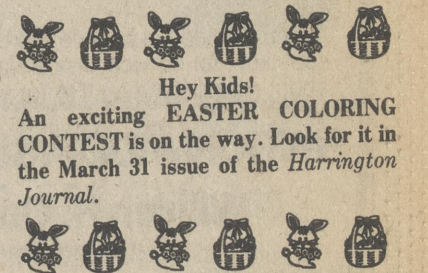 Hey Kids!
An exciting EASTER COLORING
CONTEST is on the way. Look for it in
the March 31 issue of the Harrington
Journal.